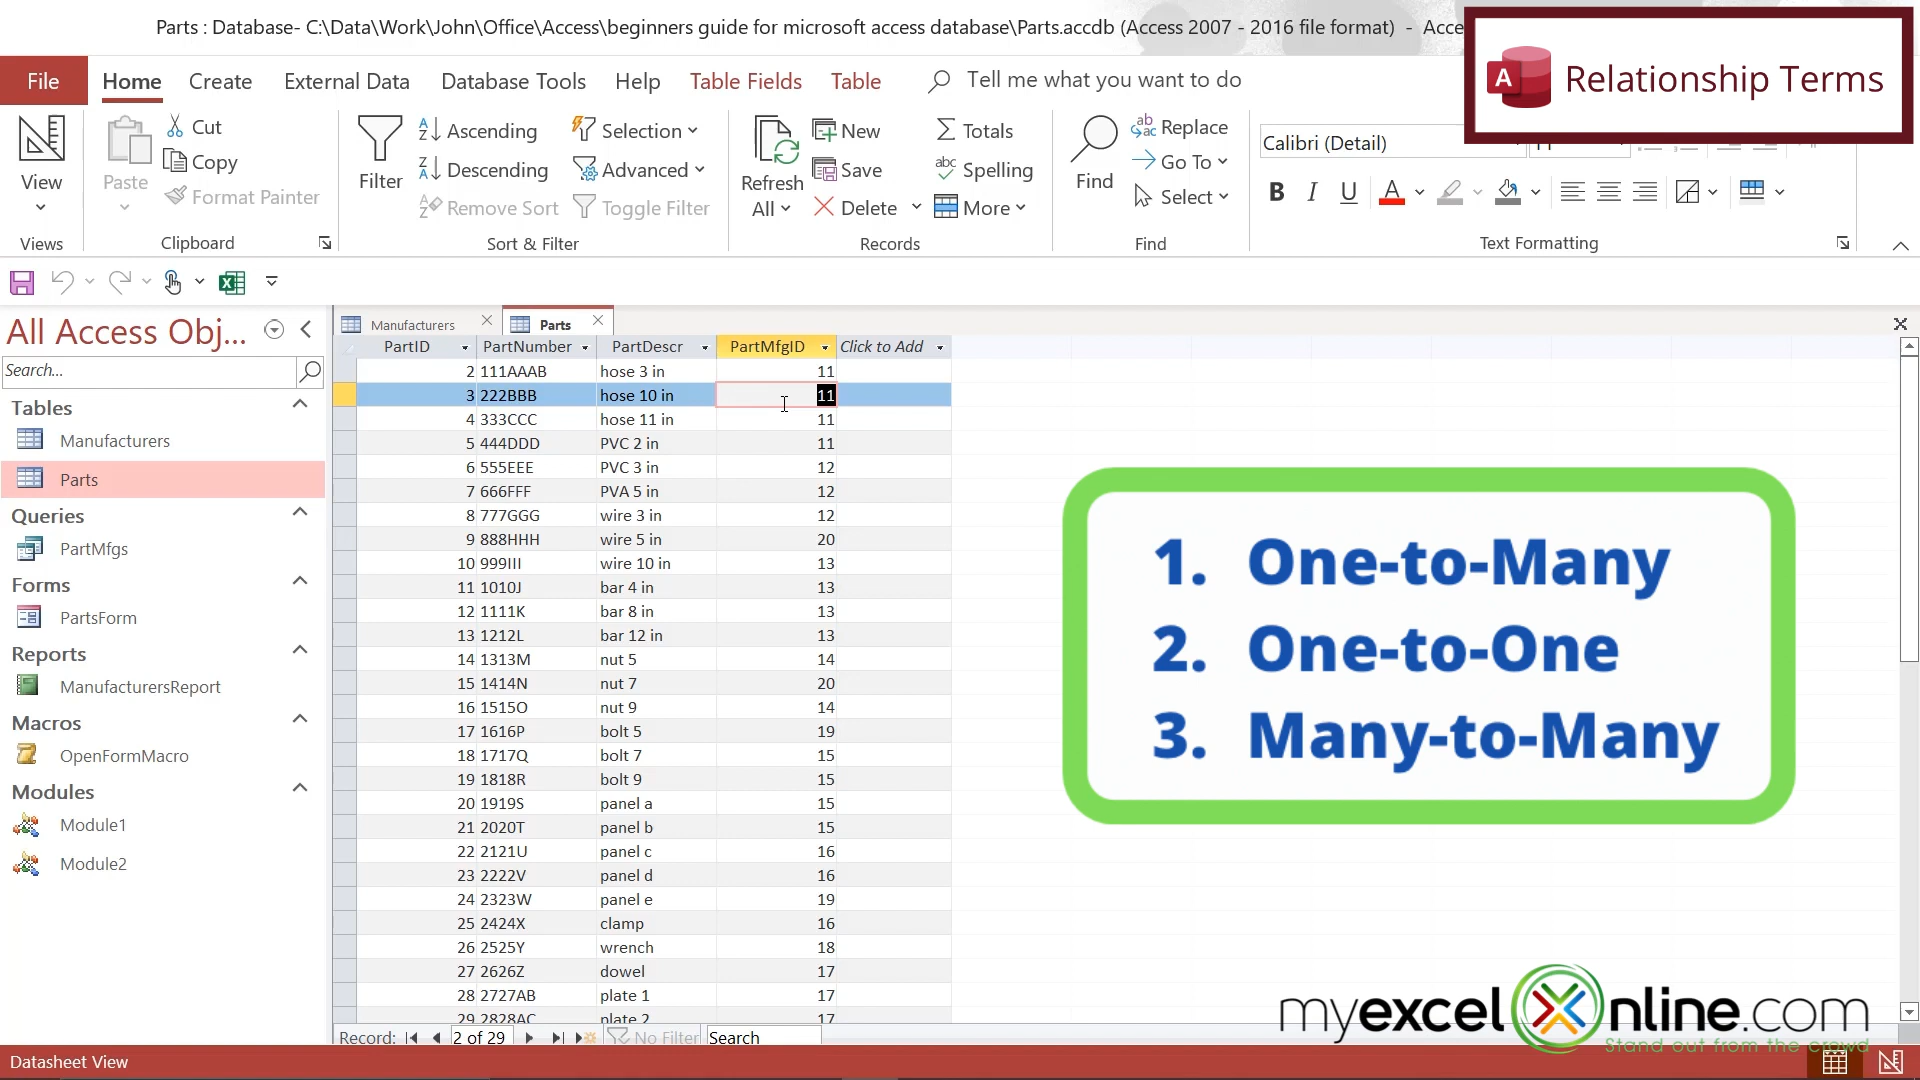 Parts : Database- C:\Data\Work\John\Office\Access\beginners guide for microsoft access database\Parts.accdb (Access 2007 - 2016 file format) - Acce
A Relationship Terms
File Home Create External Data Database Tools Help Table Fields Table Tell me what you want to do
View
Views
Paste
Cut
Copy
Format Painter
Clipboard
Filter
Ascending
Descending
Remove Sort
Selection
Advanced
Toggle Filter
Sort & Filter
Refresh
All
New
Save
Delete
Totals
Spelling
More
Records
Find
Replace
Go To
Select
Find
Calibri (Detail) 11
B I U A
Text Formatting
All Access Obj...
Search...
Tables
Manufacturers
Parts
Queries
PartMfgs
Forms
PartsForm
Reports
ManufacturersReport
Macros
OpenFormMacro
Modules
Module1
Module2
Manufacturers Parts
PartID PartNumber PartDescr PartMfgID Click to Add
2 111AAAB hose 3 in 11
3 222BBB hose 10 in 11
4 333CCC hose 11 in 11
5 444DDD PVC 2 in 11
6 555EEE PVC 3 in 12
7 666FFF PVA 5 in 12
8 777GGG wire 3 in 12
9 888HHH wire 5 in 20
10 999III wire 10 in 13
11 1010J bar 4 in 13
12 1111K bar 8 in 13
13 1212L bar 12 in 13
14 1313M nut 5 14
15 1414N nut 7 20
16 1515O nut 9 14
17 1616P bolt 5 19
18 1717Q bolt 7 15
19 1818R bolt 9 15
20 1919S panel a 15
21 2020T panel b 15
22 2121U panel c 16
23 2222V panel d 16
24 2323W panel e 19
25 2424X clamp 16
26 2525Y wrench 18
27 2626Z dowel 17
28 2727AB plate 1 17
29 2828AC plate 2 17
Record: 2 of 29 No Filter Search
1. One-to-Many
2. One-to-One
3. Many-to-Many
myexcelonline.com
Stand out from the crowd
Datasheet View